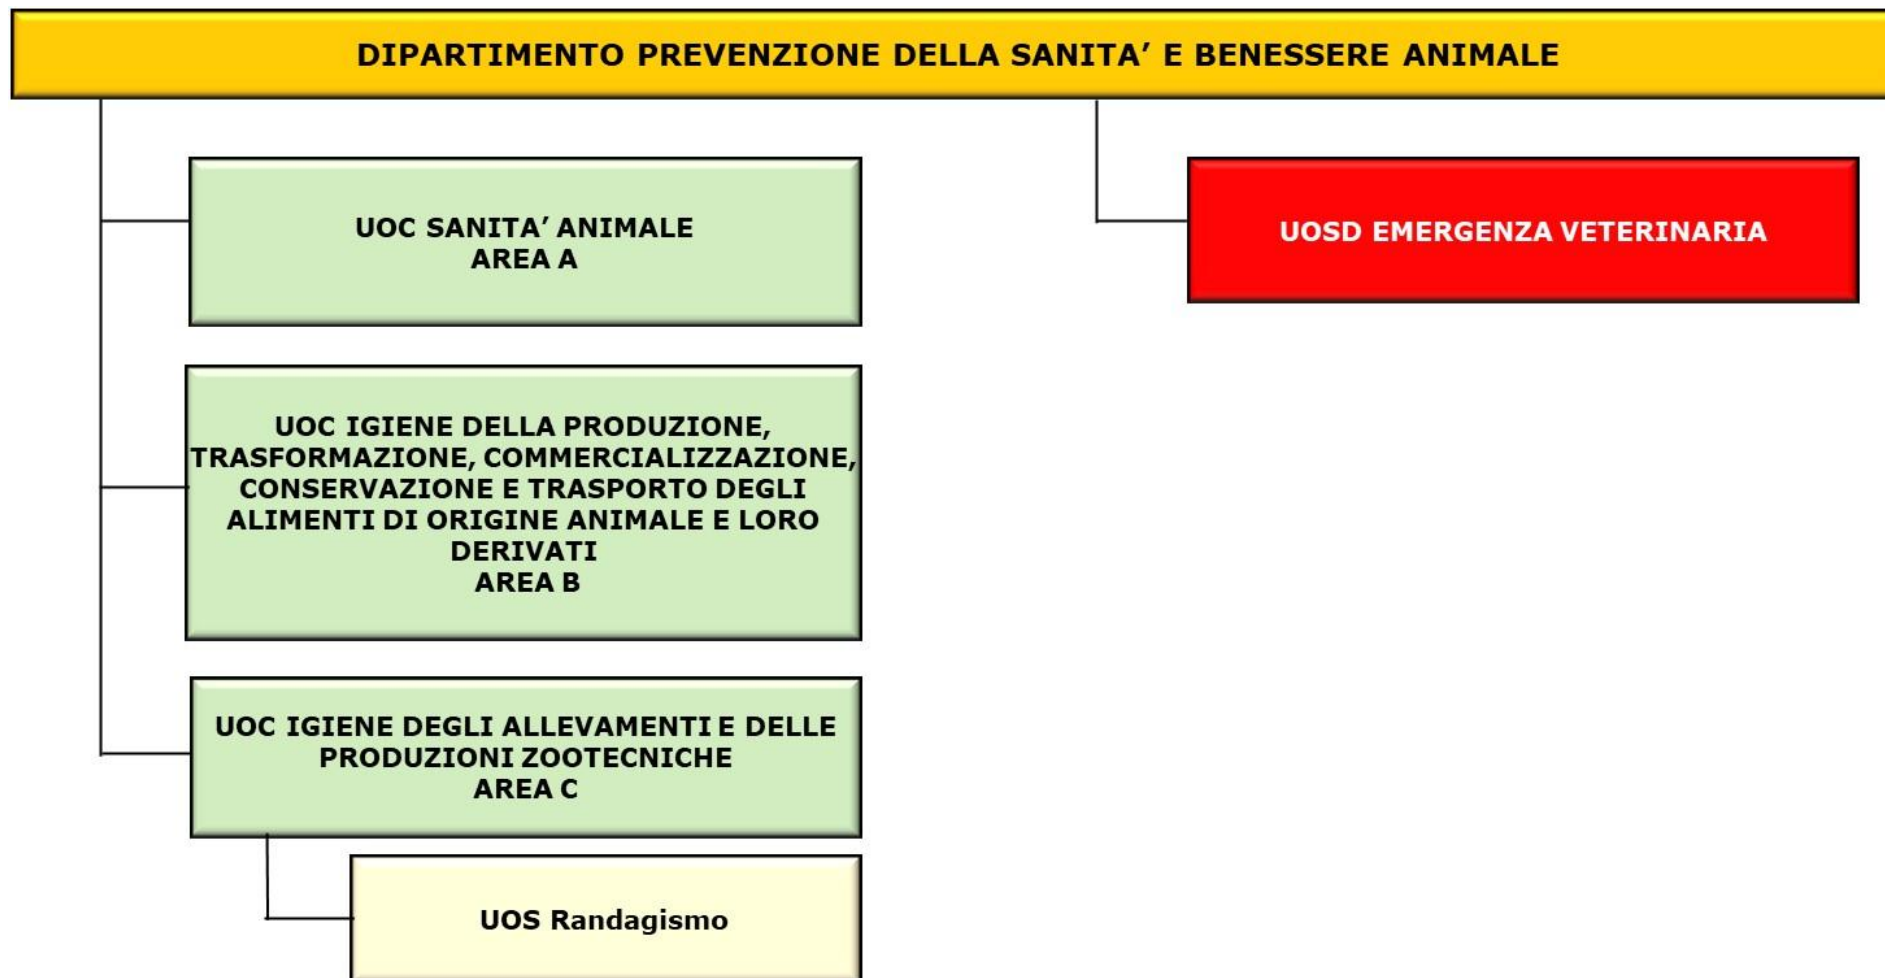 DIPARTIMENTO PREVENZIONE DELLA SANITA’ E BENESSERE ANIMALE
UOC SANITA’ ANIMALE
AREA A
UOC IGIENE DELLA PRODUZIONE,
TRASFORMAZIONE, COMMERCIALIZZAZIONE,
CONSERVAZIONE E TRASPORTO DEGLI
ALIMENTI DI ORIGINE ANIMALE E LORO
DERIVATI
AREA B
UOC IGIENE DEGLI ALLEVAMENTI E DELLE
PRODUZIONI ZOOTECNICHE
AREA C
UOS Randagismo
UOSD EMERGENZA VETERINARIA